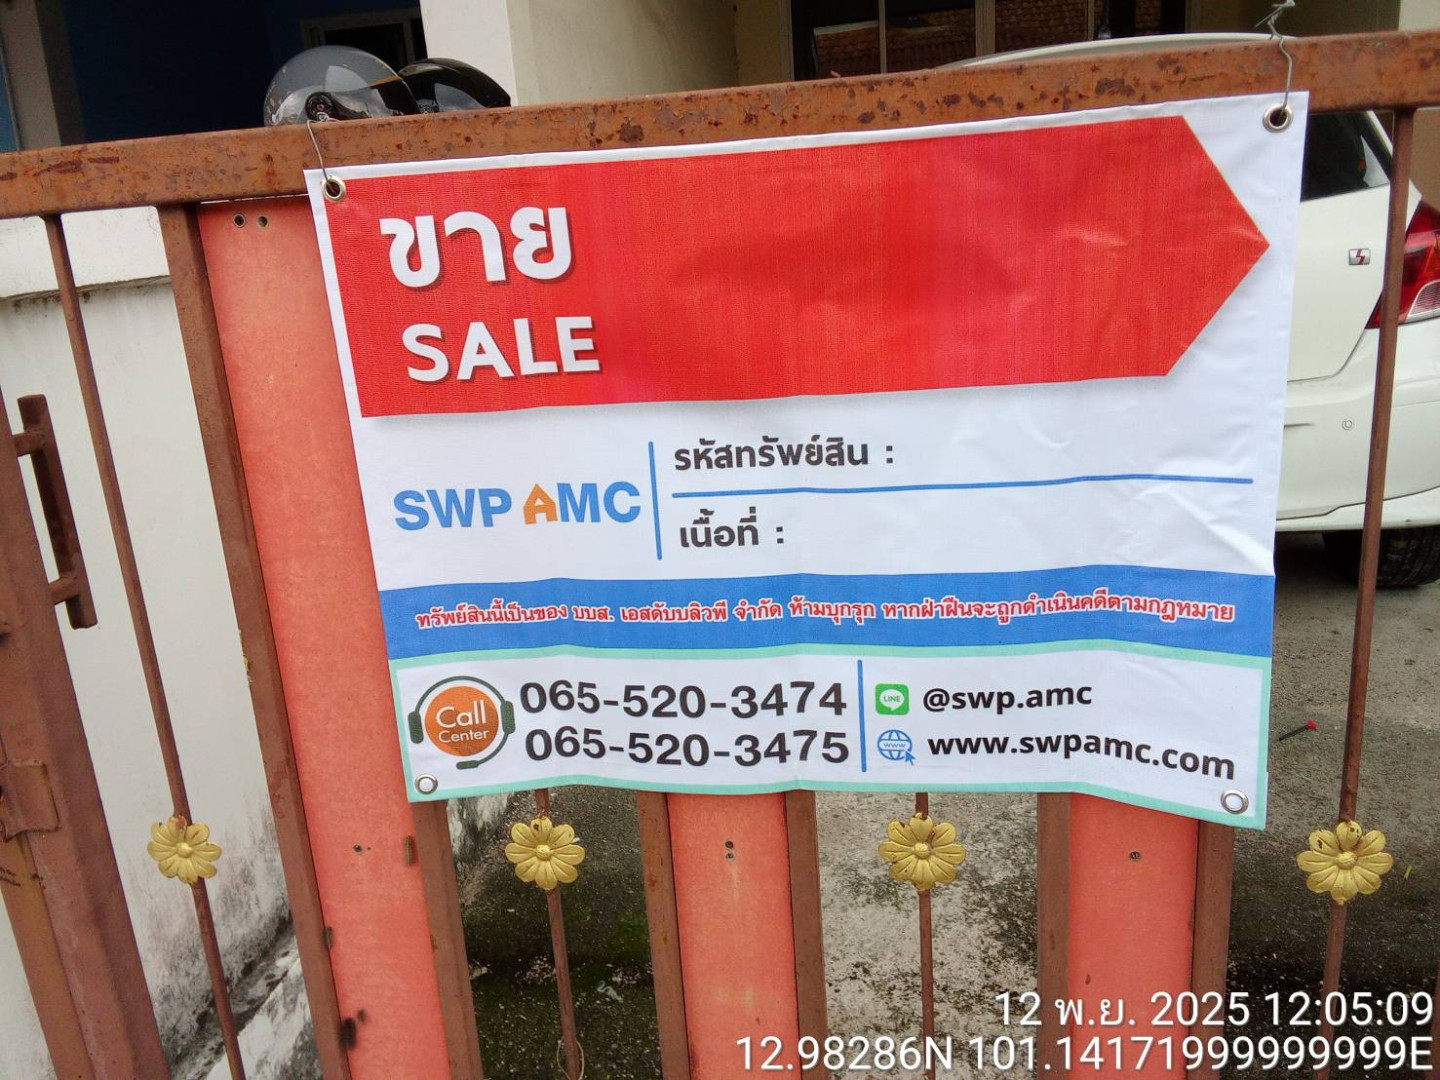 ขาย
SALE
SWP AMC
รหัสทรัพย์สิน :
เนื้อที่ :
ทรัพย์สินนี้เป็นของ บบส. เอสดับบลิวพี จำกัด ห้ามบุกรุก หากฝ่าฝืนจะถูกดำเนินคดีตามกฎหมาย
Call
Center
065-520-3474
065-520-3475
LINE @swp.amc
www www.swpamc.com
12 พ.ย. 2025 12:05:09
12.98286N 101.14171999999999E